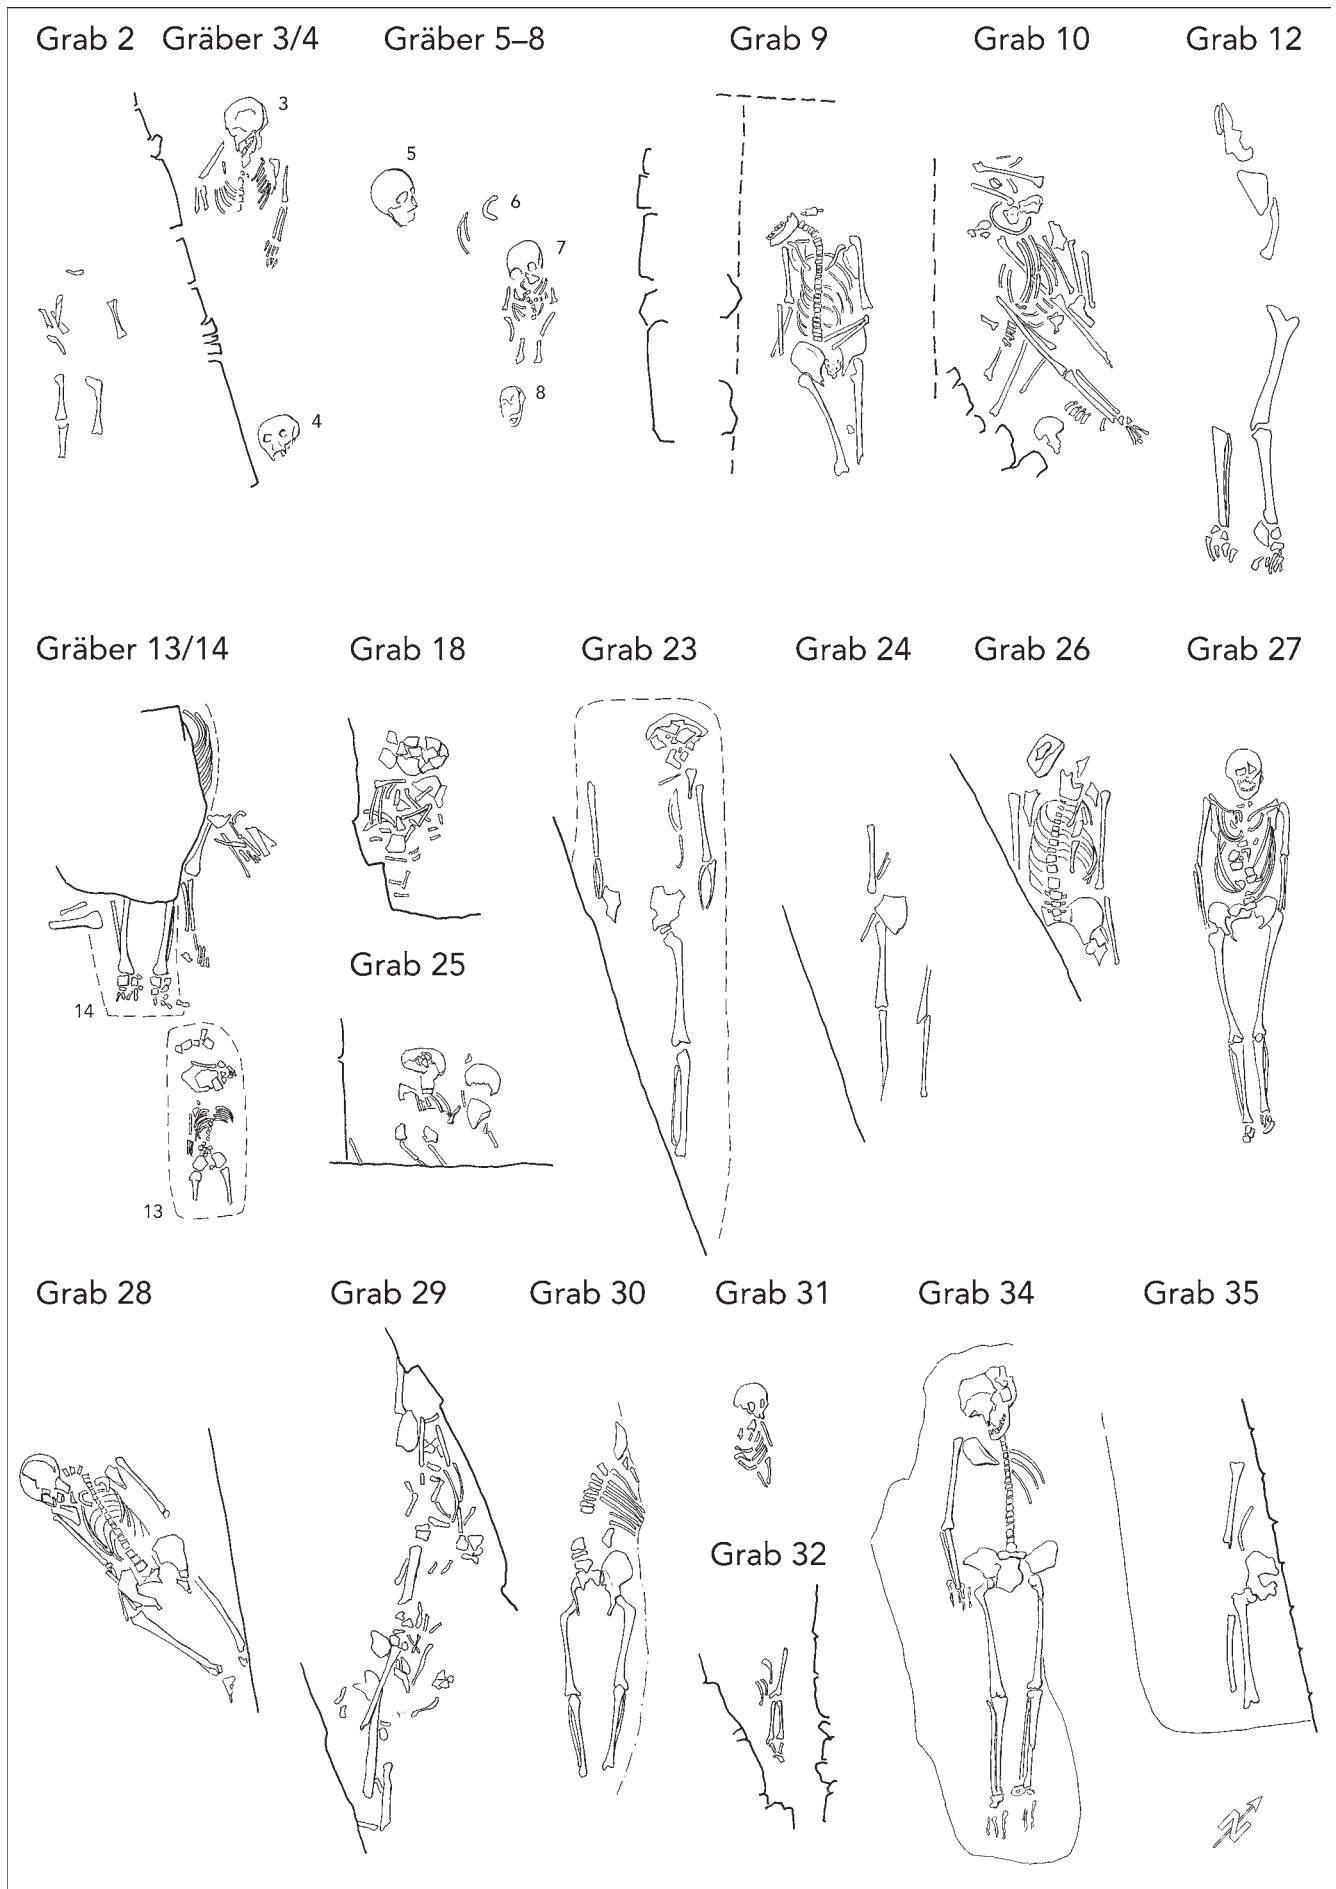 Grab 2 Gräber 3/4 Gräber 5–8 Grab 9 Grab 10 Grab 12
3
5
6
7
8
4
Gräber 13/14 Grab 18 Grab 23 Grab 24 Grab 26 Grab 27
Grab 25
14
13
Grab 28 Grab 29 Grab 30 Grab 31 Grab 34 Grab 35
Grab 32
N